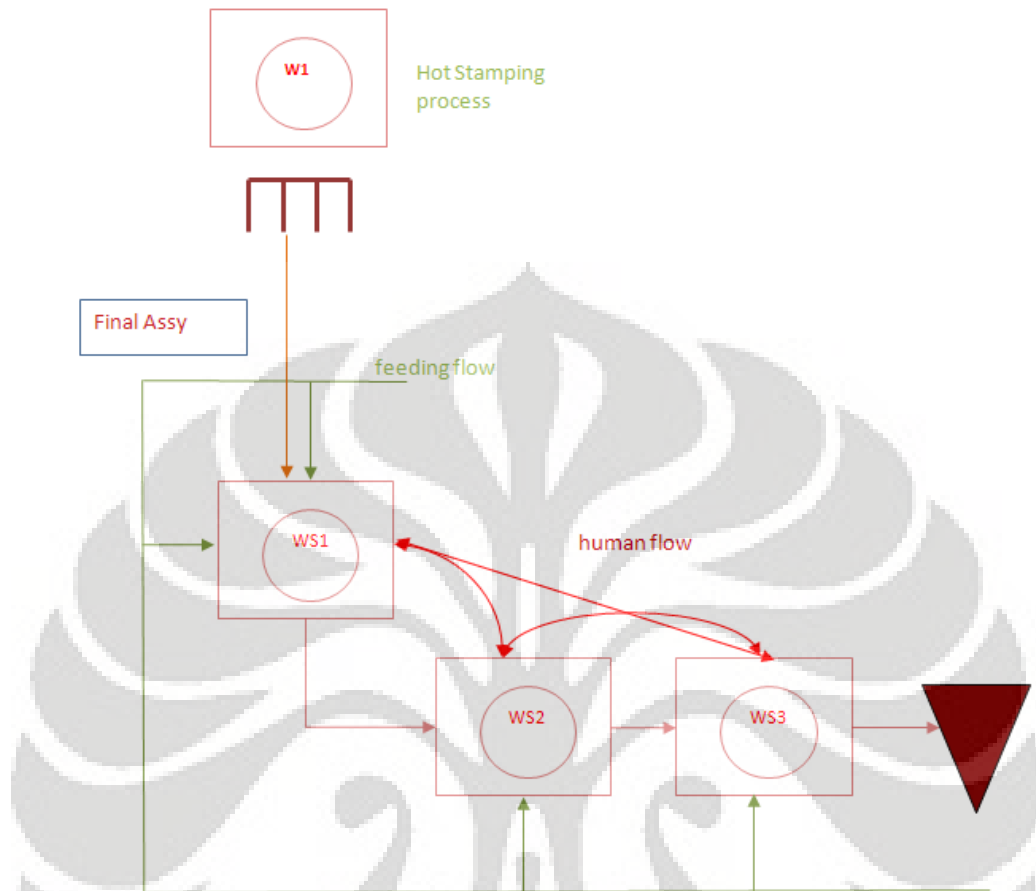 W1
Hot Stamping
process
Final Assy
feeding flow
WS1
human flow
WS2
WS3